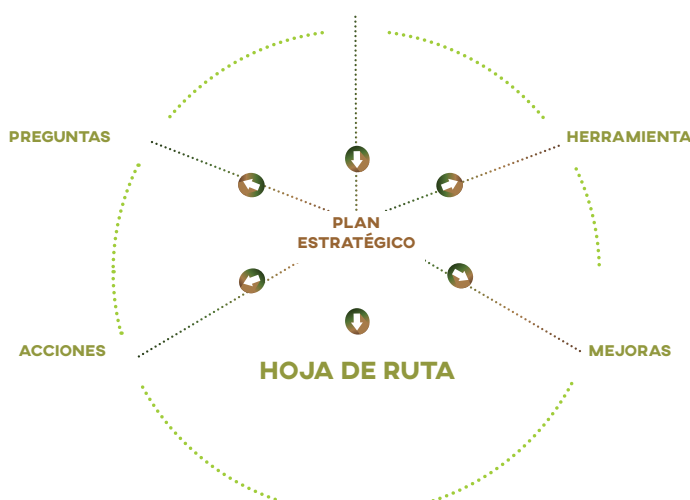 PREGUNTAS
HERRAMIENTA
PLAN
ESTRATÉGICO
ACCIONES
MEJORAS
HOJA DE RUTA